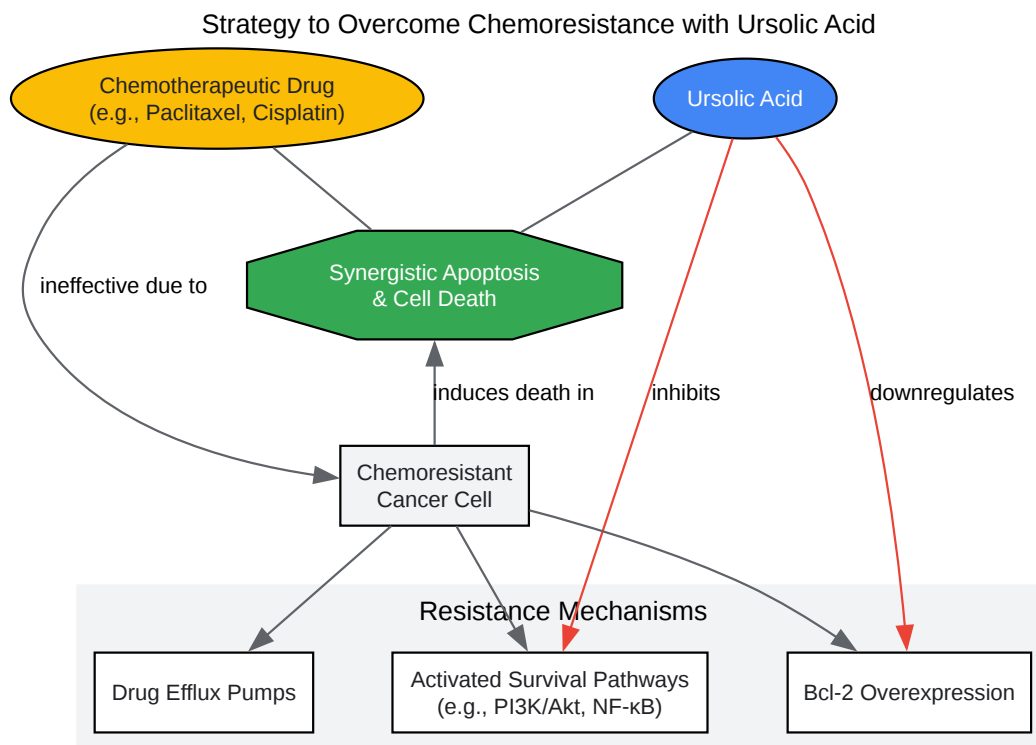 Strategy to Overcome Chemoresistance with Ursolic Acid
Chemotherapeutic Drug
(e.g., Paclitaxel, Cisplatin)
Ursolic Acid
ineffective due to
Synergistic Apoptosis
& Cell Death
induces death in
inhibits
downregulates
Chemoresistant
Cancer Cell
Resistance Mechanisms
Drug Efflux Pumps
Activated Survival Pathways
(e.g., PI3K/Akt, NF-κB)
Bcl-2 Overexpression